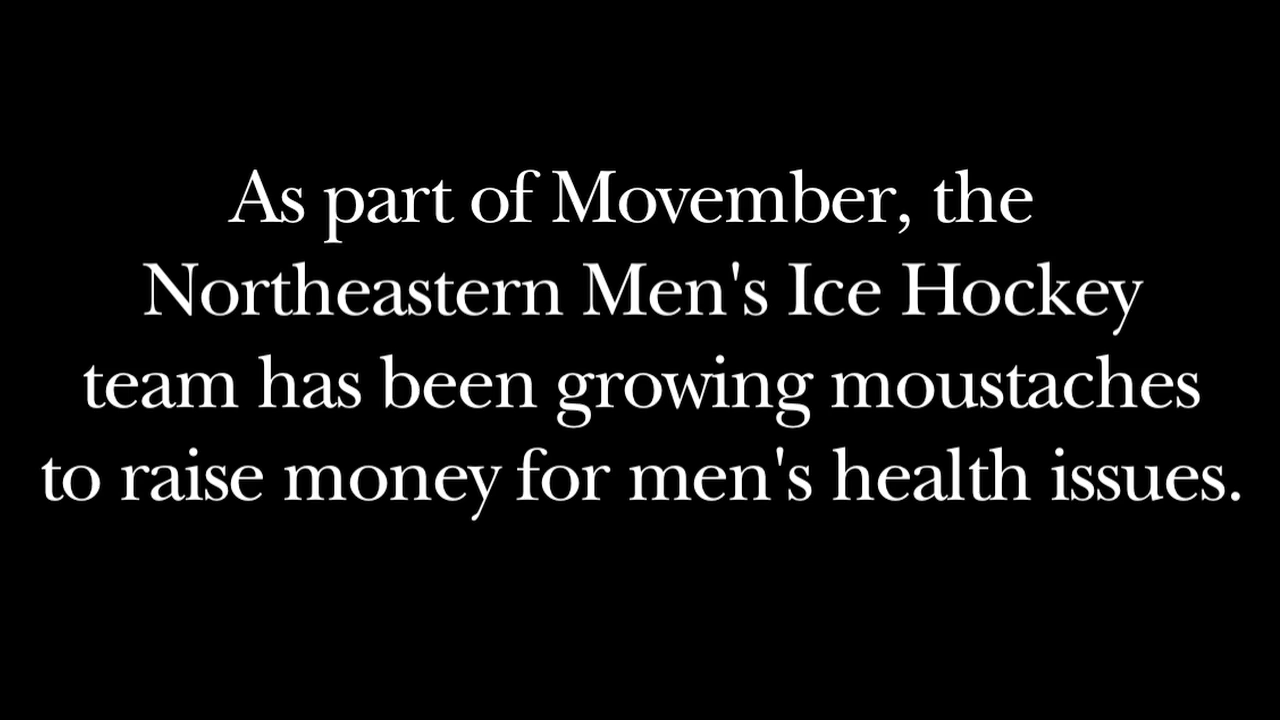 As part of Movember, the
Northeastern Men's Ice Hockey
team has been growing moustaches
to raise money for men's health issues.